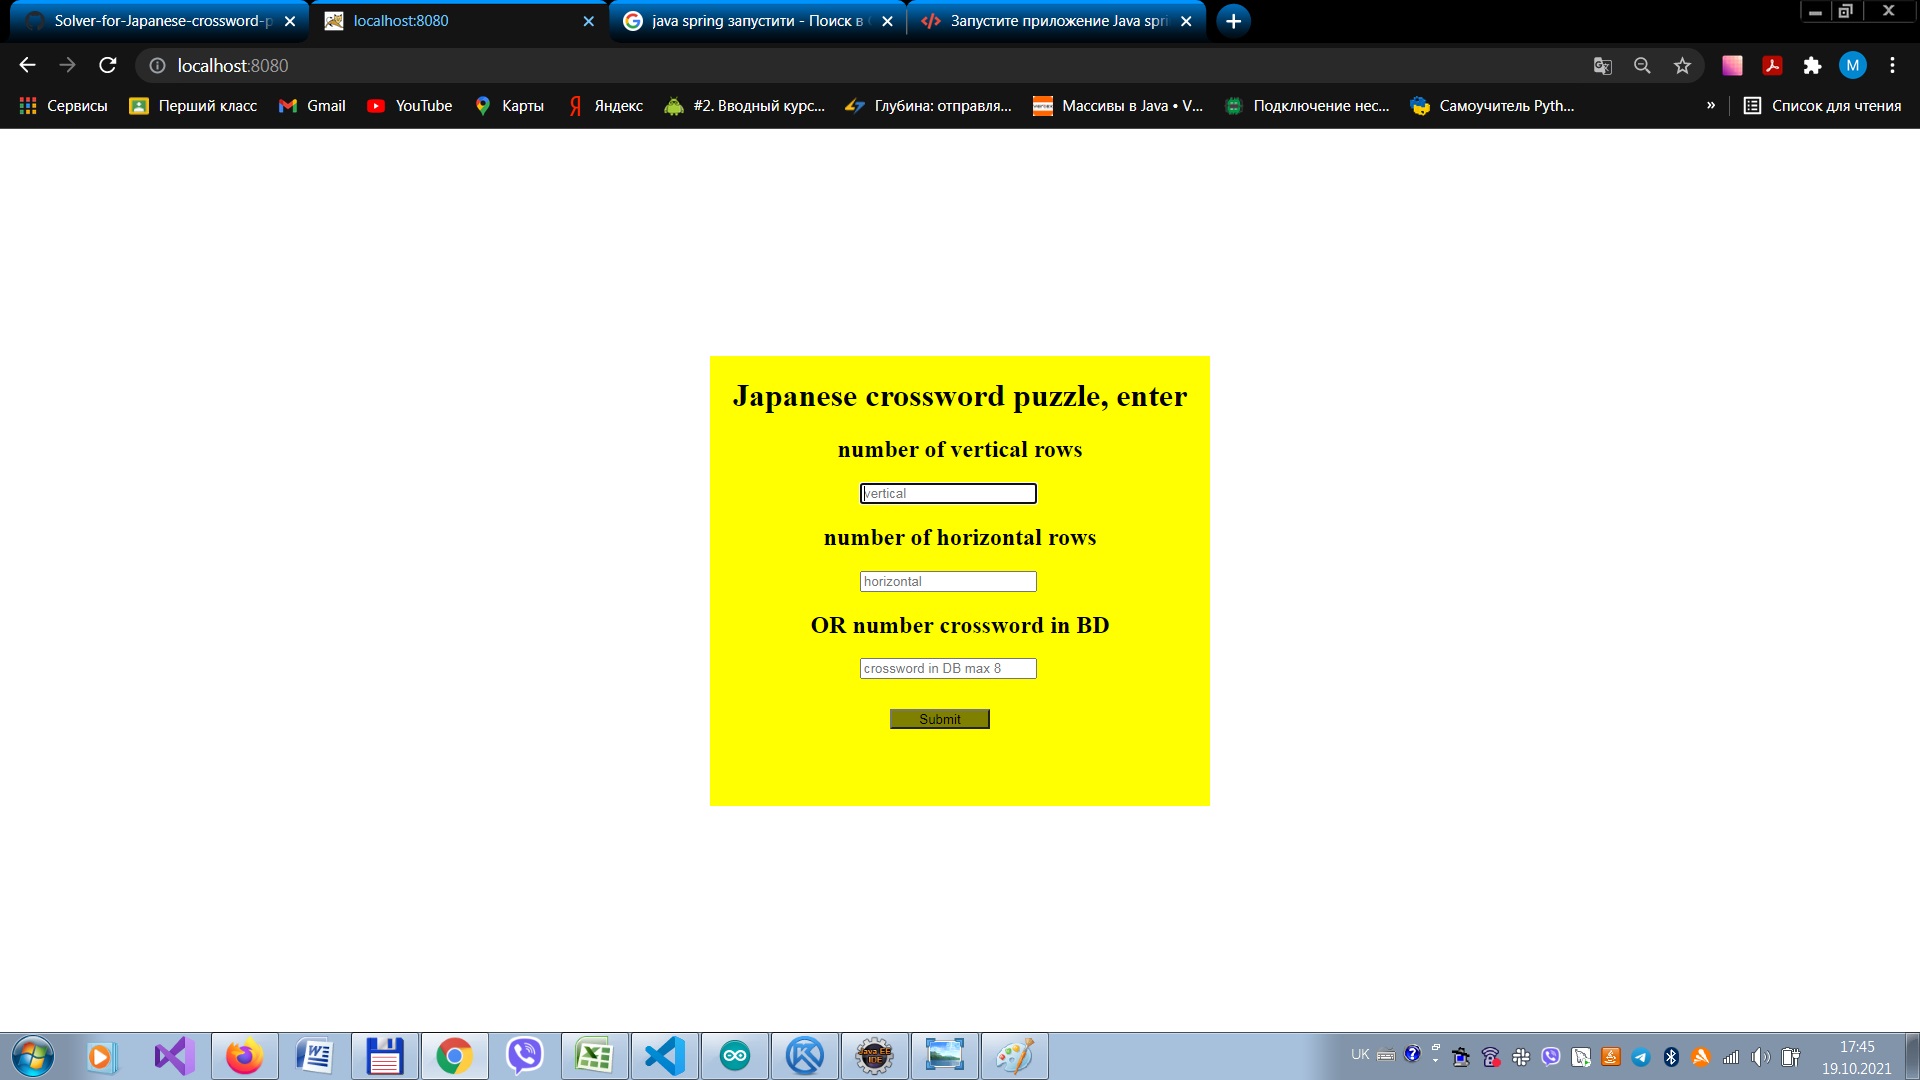 Solver-for-Japanese-crossword-p
localhost:8080
java spring запустити - Поиск в
Запустите приложение Java spri
localhost:8080
M
Сервисы
Перший класс
Gmail
YouTube
Карты
Яндекс
#2. Вводный курс...
Глубина: отправля...
Массивы в Java • V...
Подключение нес...
Самоучитель Pyth...
»
Список для чтения
Japanese crossword puzzle, enter
number of vertical rows
vertical
number of horizontal rows
horizontal
OR number crossword in BD
crossword in DB max 8
Submit
Java EE
IDE
UK
17:45
19.10.2021